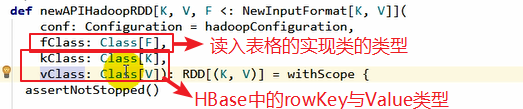 def newAPIHadoopRDD[K, V, F <: NewInputFormat[K, V]](
conf: Configuration = hadoopConfiguration,
fClass: Class[F],
读入表格的实现类的类型
kClass: Class[K],
vClass: Class[V]): RDD[(K, V)] = withScope {
assertNotStopped()
HBase中的rowKey与Value类型